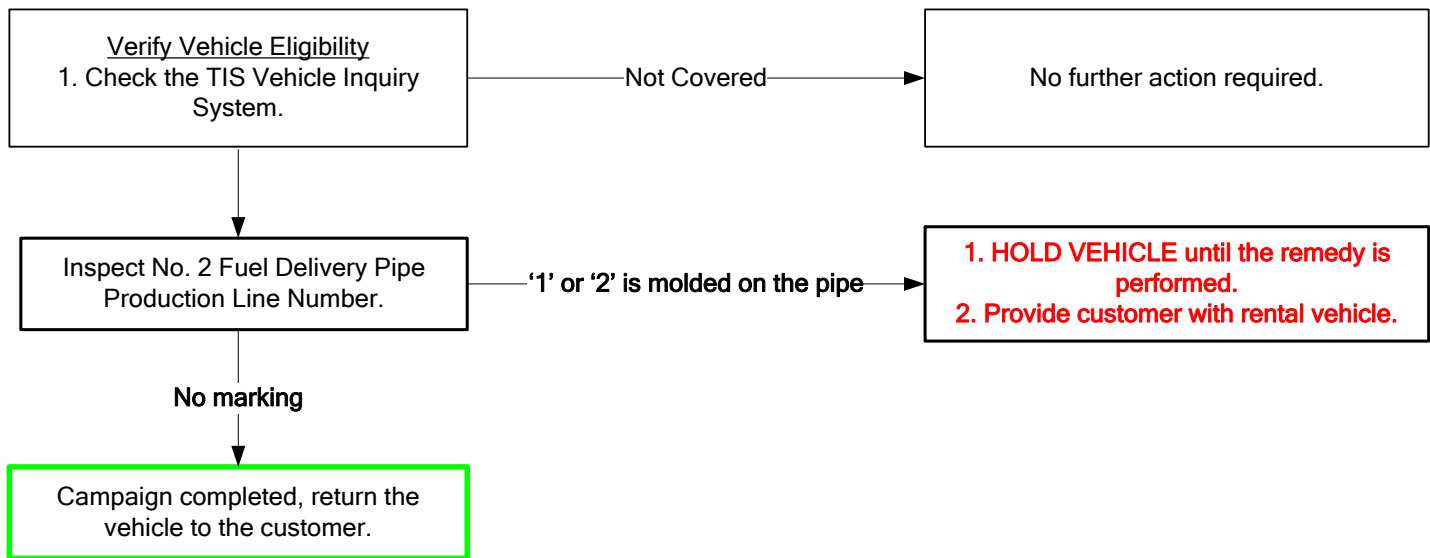 Verify Vehicle Eligibility
1. Check the TIS Vehicle Inquiry
System.
Not Covered
No further action required.
Inspect No. 2 Fuel Delivery Pipe
Production Line Number.
‘1’ or ‘2’ is molded on the pipe
1. HOLD VEHICLE until the remedy is
performed.
2. Provide customer with rental vehicle.
No marking
Campaign completed, return the
vehicle to the customer.